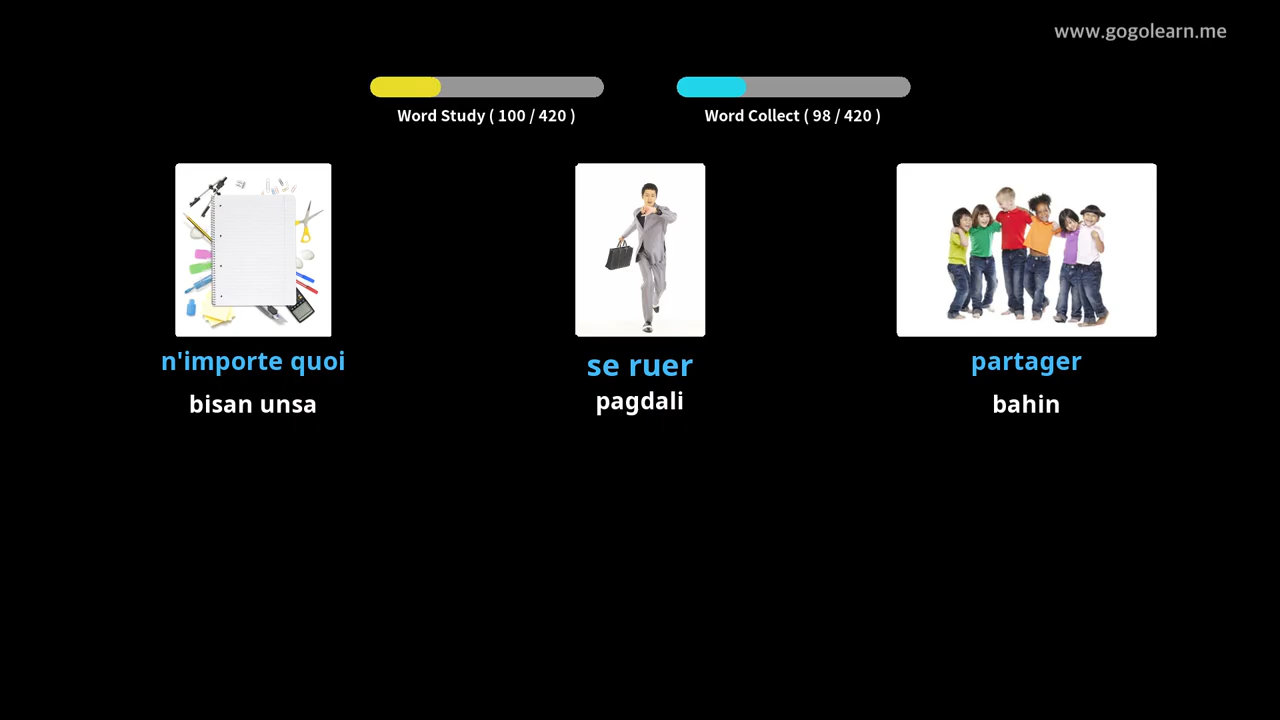 www.gogolearn.me
Word Study ( 100 / 420 )
Word Collect ( 98 / 420 )
n'importe quoi
se ruer
partager
bisan unsa
pagdali
bahin